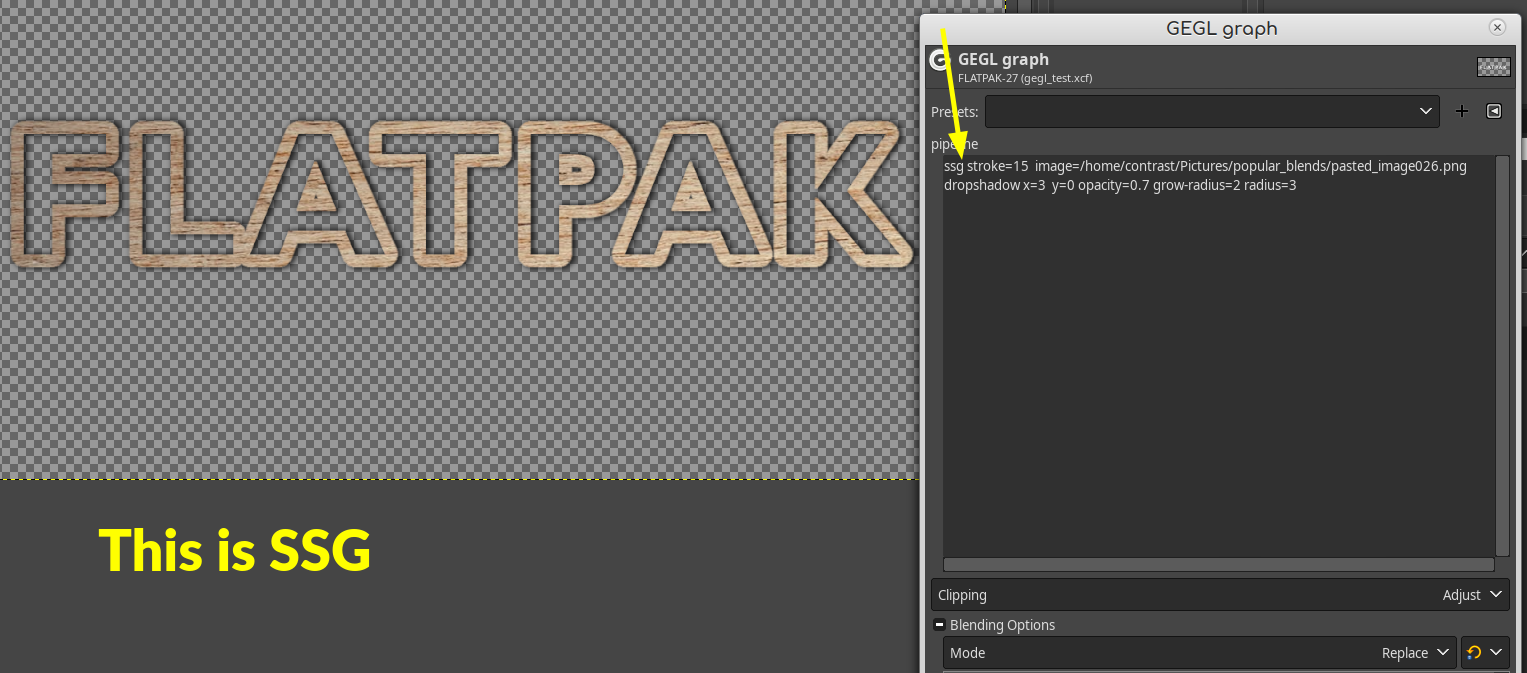 FLATPAK
This is SSG
GEGL graph
GEGL graph
FLATPAK-27 (gegl_test.xcf)
Presets:
pipeline
ssg stroke=15  image=/home/contrast/Pictures/popular_blends/pasted_image026.png
dropshadow x=3  y=0 opacity=0.7 grow-radius=2 radius=3
Clipping Adjust
Blending Options
Mode Replace